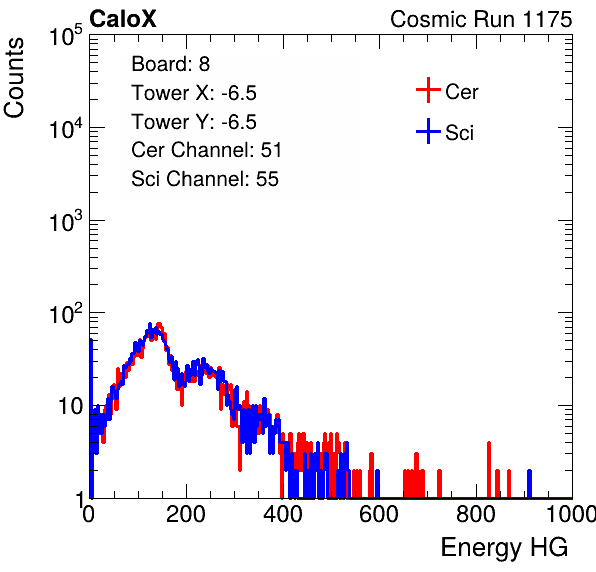 CaloX Cosmic Run 1175
Counts
Board: 8
Tower X: -6.5
Tower Y: -6.5
Cer Channel: 51
Sci Channel: 55
Cer
Sci
10^5
10^4
10^3
10^2
10
1
0 200 400 600 800 1000
Energy HG